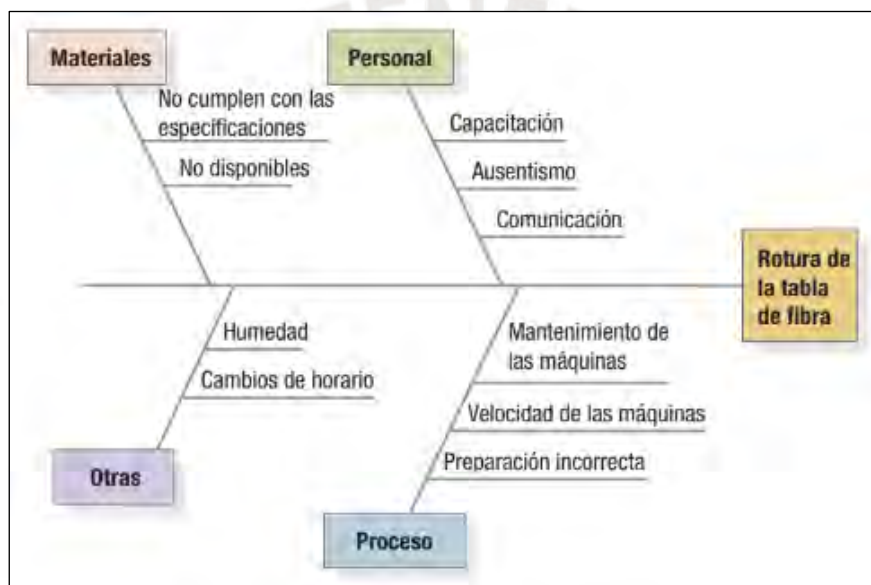 Materiales
No cumplen con las
especificaciones
No disponibles
Personal
Capacitación
Ausentismo
Comunicación
Rotura de
la tabla
de fibra
Humedad
Cambios de horario
Otras
Mantenimiento de
las máquinas
Velocidad de las máquinas
Preparación incorrecta
Proceso